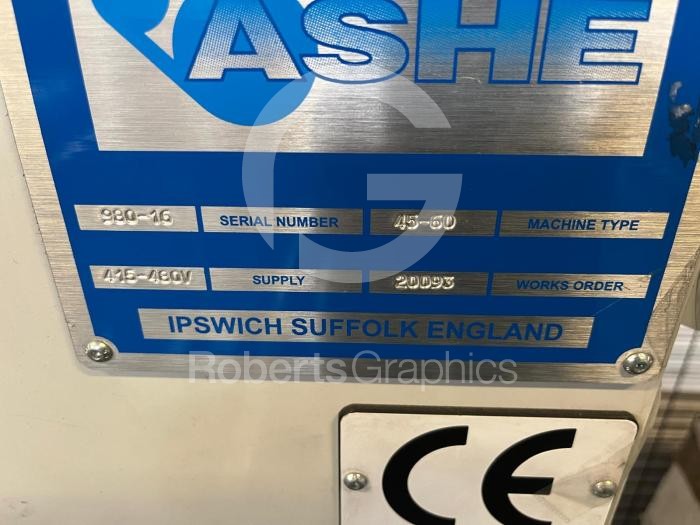 ASHE
980-16 SERIAL NUMBER 45-60 MACHINE TYPE
415-480V SUPPLY 20093 WORKS ORDER
IPSWICH SUFFOLK ENGLAND
RobertsGraphics
CE